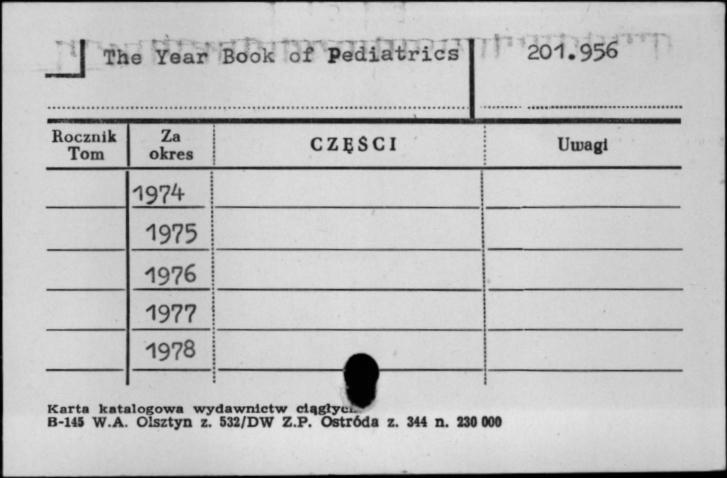 The Year Book of Pediatrics 201.956
Rocznik Tom Za okres CZĘŚCI Uwagi
1974
1975
1976
1977
1978
Karta katalogowa wydawnictw
B-145 W.A. Olsztyn z. 532/DW Z.P. Ostróda z. 344 n. 230 000